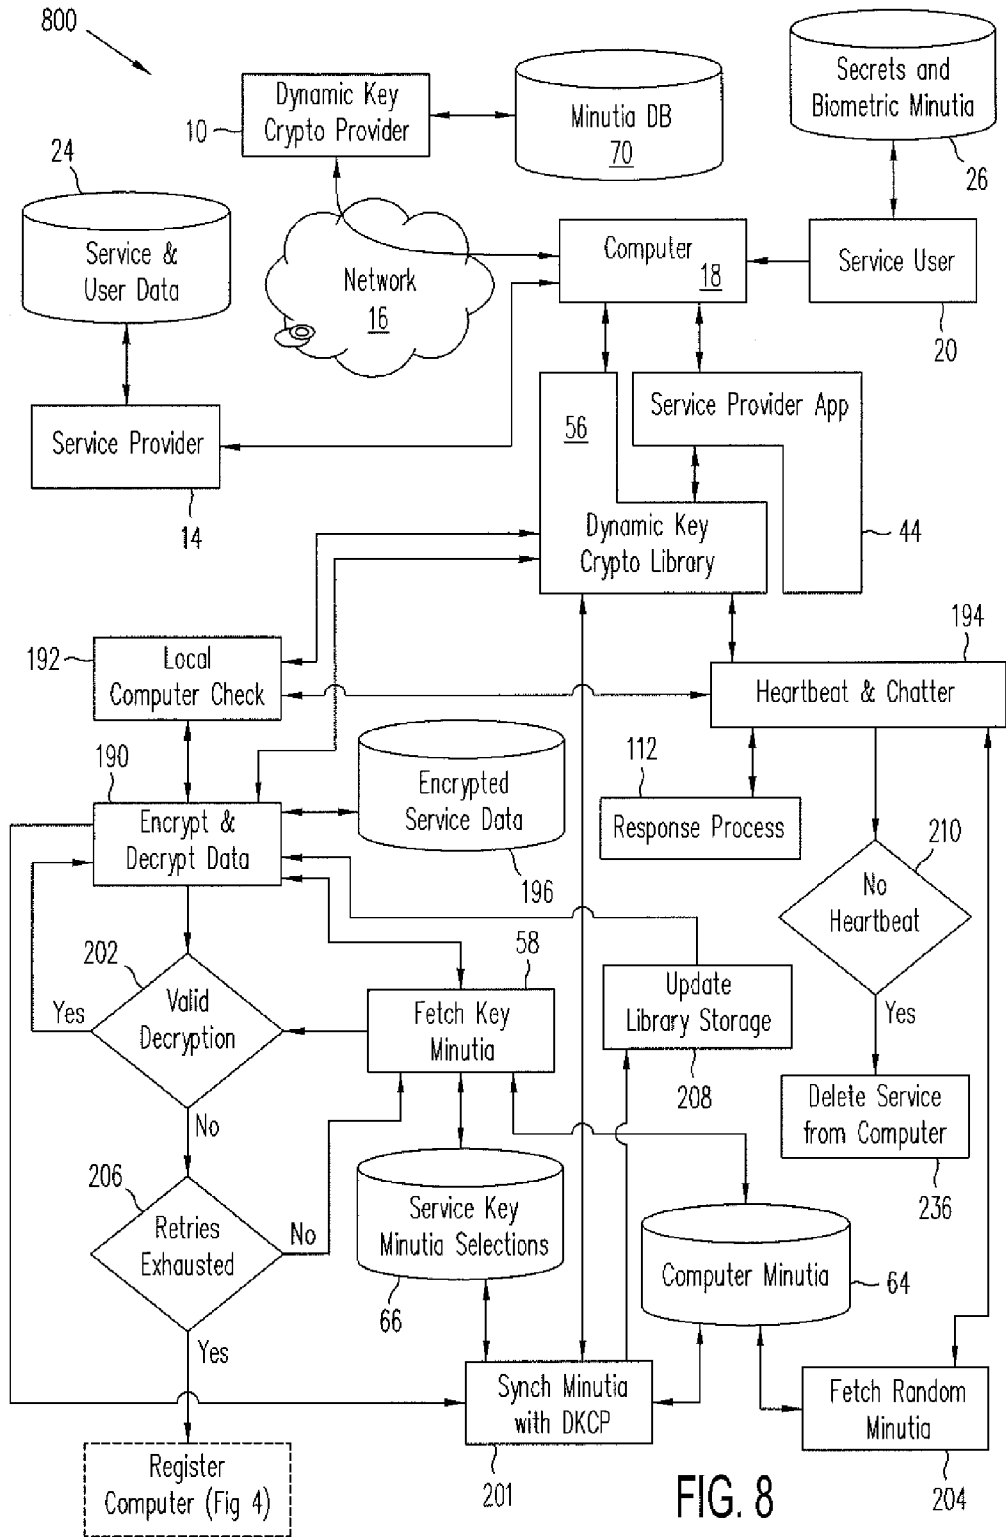 800
Dynamic Key
Crypto Provider
10
Minutia DB
70
Secrets and
Biometric Minutia
26
24
Service &
User Data
Network
16
Computer
18
Service User
20
Service Provider
14
56
Service Provider App
Dynamic Key
Crypto Library
44
192
Local
Computer Check
194
Heartbeat & Chatter
190
Encrypt &
Decrypt Data
Encrypted
Service Data
196
112
Response Process
210
No
Heartbeat
202
Yes
Valid
Decryption
58
Fetch Key
Minutia
Update
Library Storage
208
Yes
Delete Service
from Computer
236
No
206
Retries
Exhausted
No
Service Key
Minutia Selections
66
Computer Minutia
64
Yes
Synch Minutia
with DKCP
201
Fetch Random
Minutia
204
Register
Computer (Fig 4)
FIG. 8